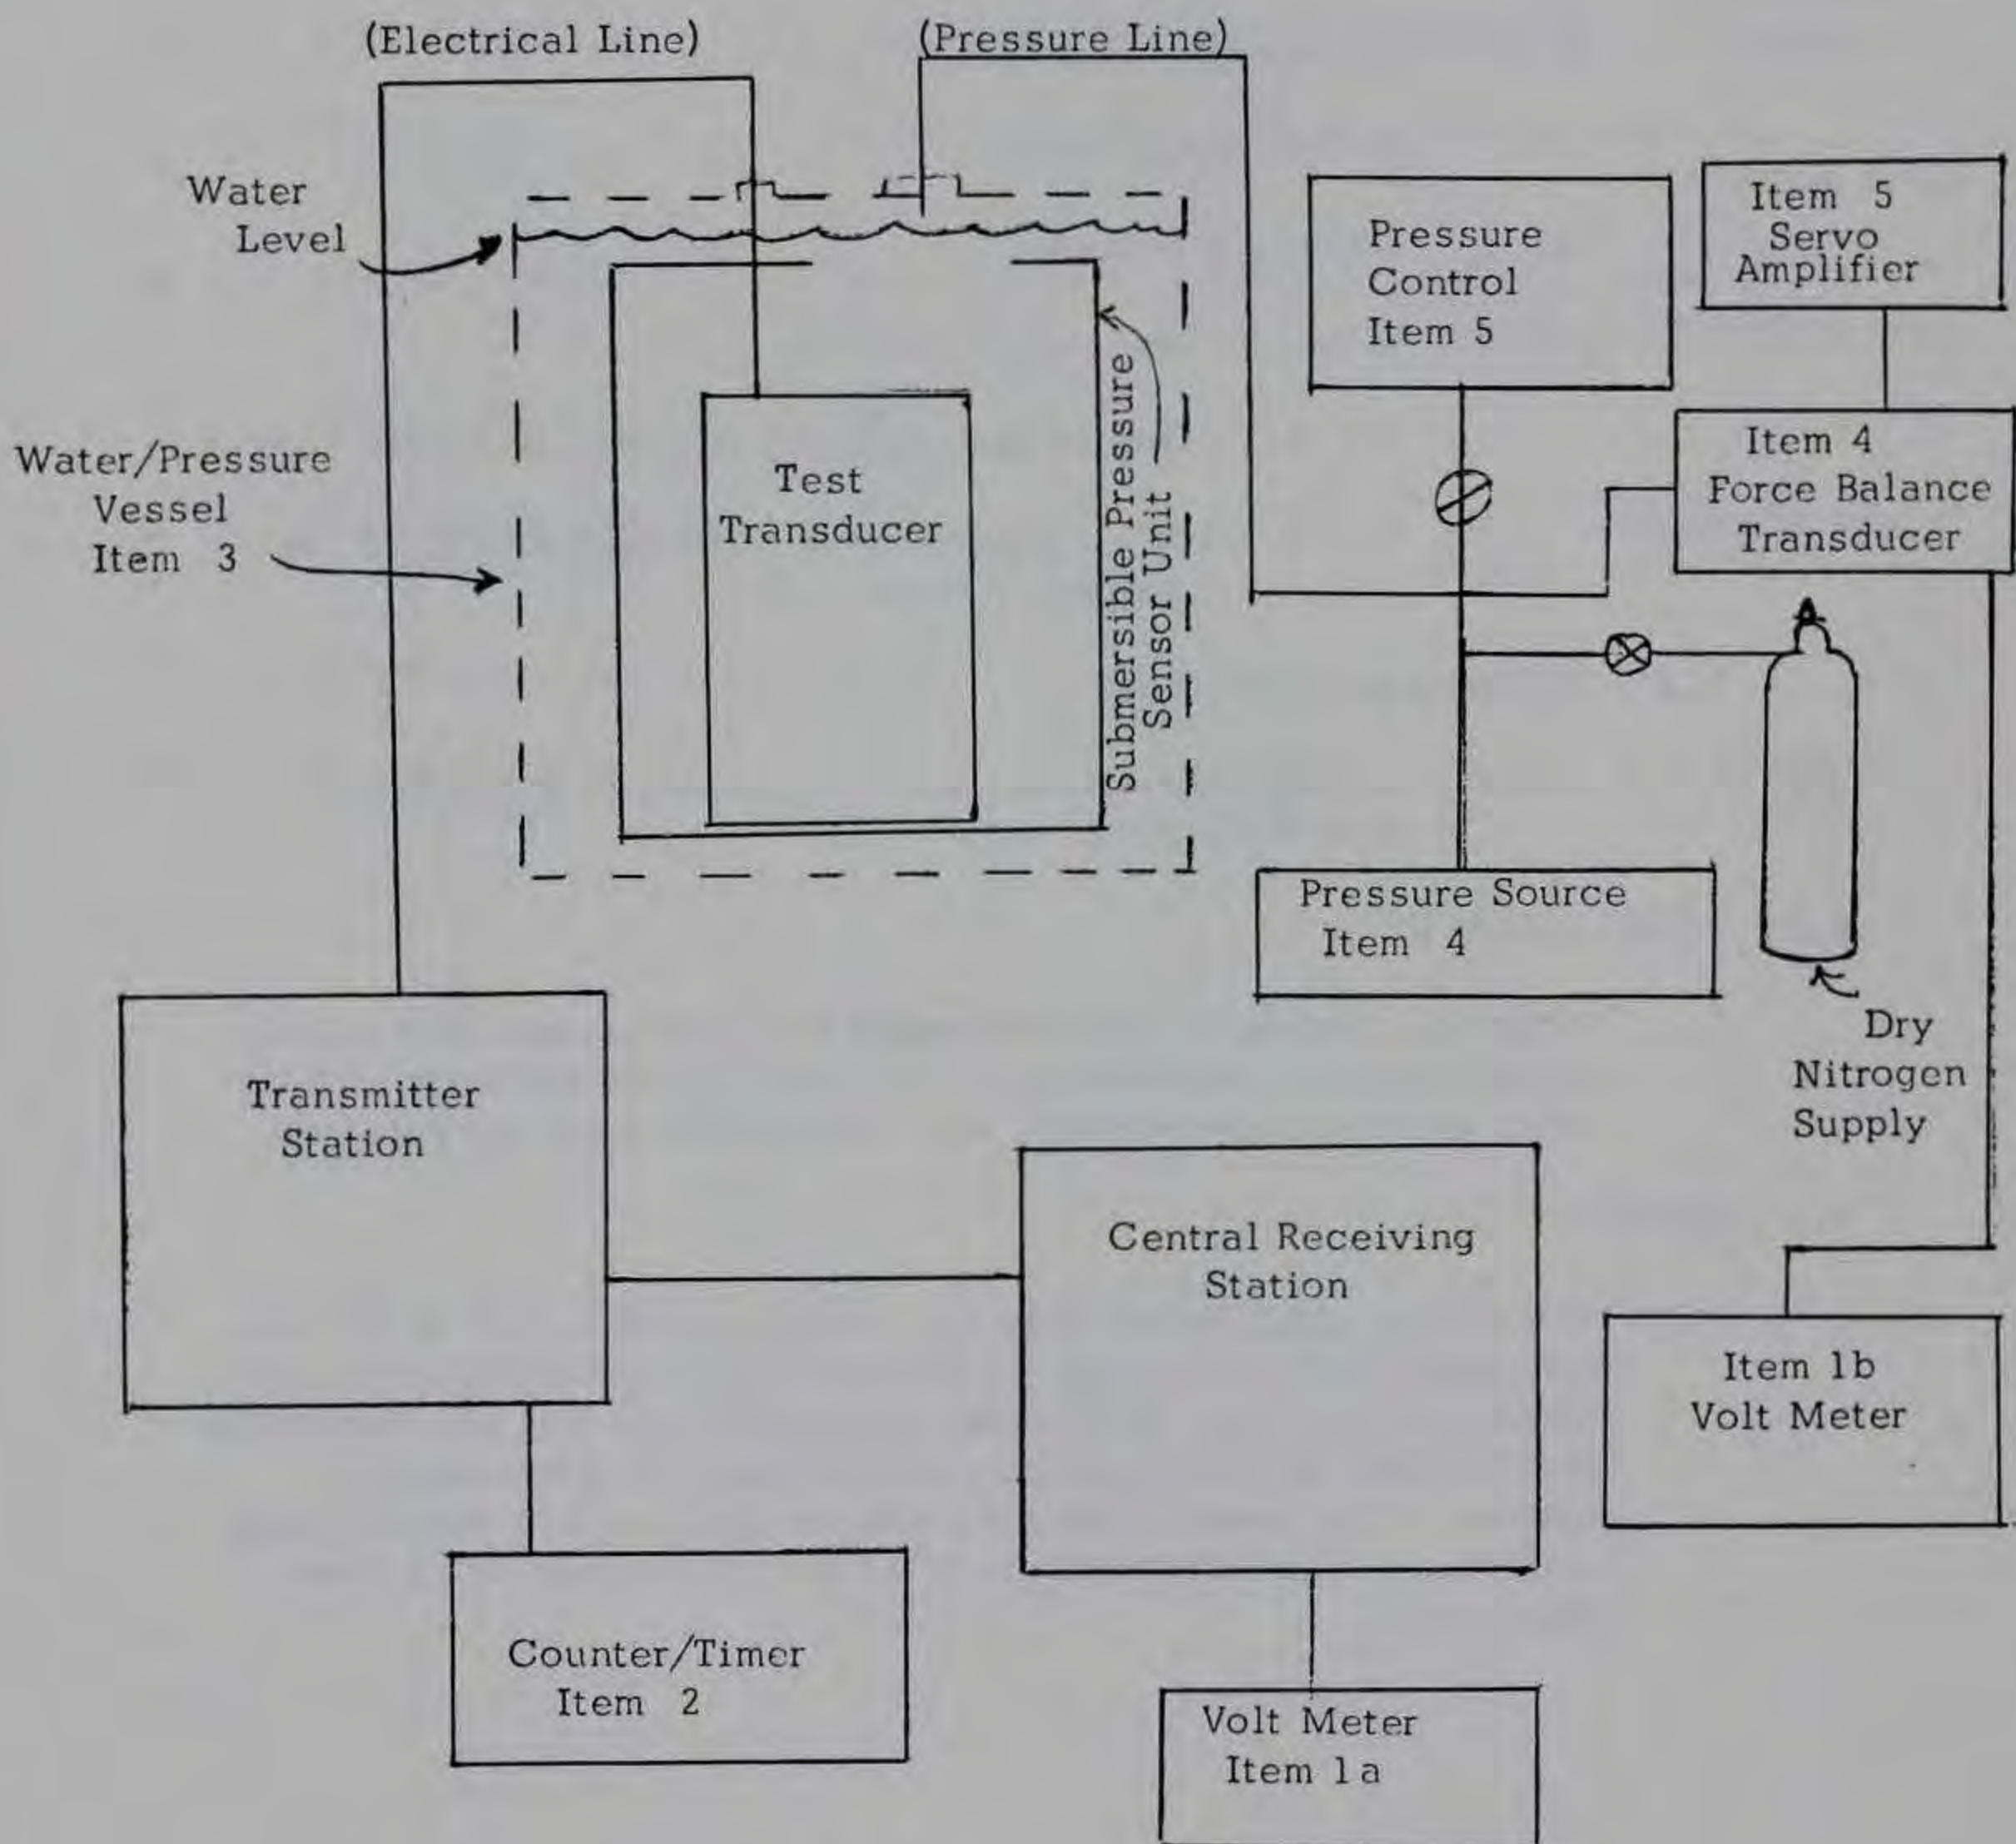 (Electrical Line)
(Pressure Line)
Water
Level
Water/Pressure
Vessel
Item 3
Test
Transducer
Submersible Pressure
Sensor Unit
Pressure
Control
Item 5
Item 5
Servo
Amplifier
Item 4
Force Balance
Transducer
Pressure Source
Item 4
Dry
Nitrogen
Supply
Transmitter
Station
Central Receiving
Station
Item 1b
Volt Meter
Counter/Timer
Item 2
Volt Meter
Item 1a